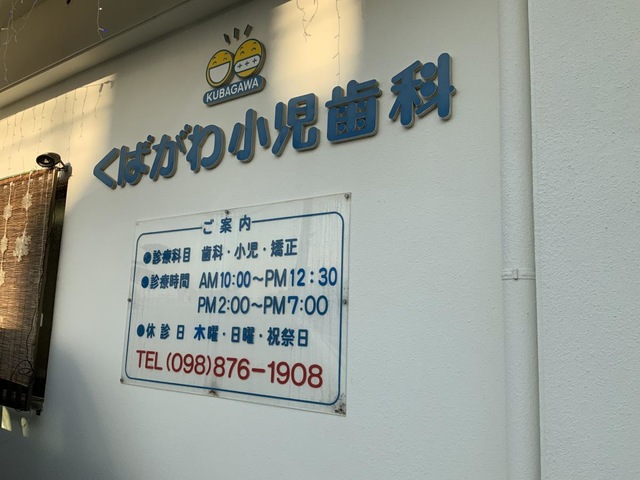 KUBAGAWA
くばがわ小児歯科
ご案内
●診療科目 歯科・小児・矯正
●診療時間 AM10:00〜PM12:30
PM2:00〜PM7:00
●休診日 木曜・日曜・祝祭日
TEL(098)876-1908